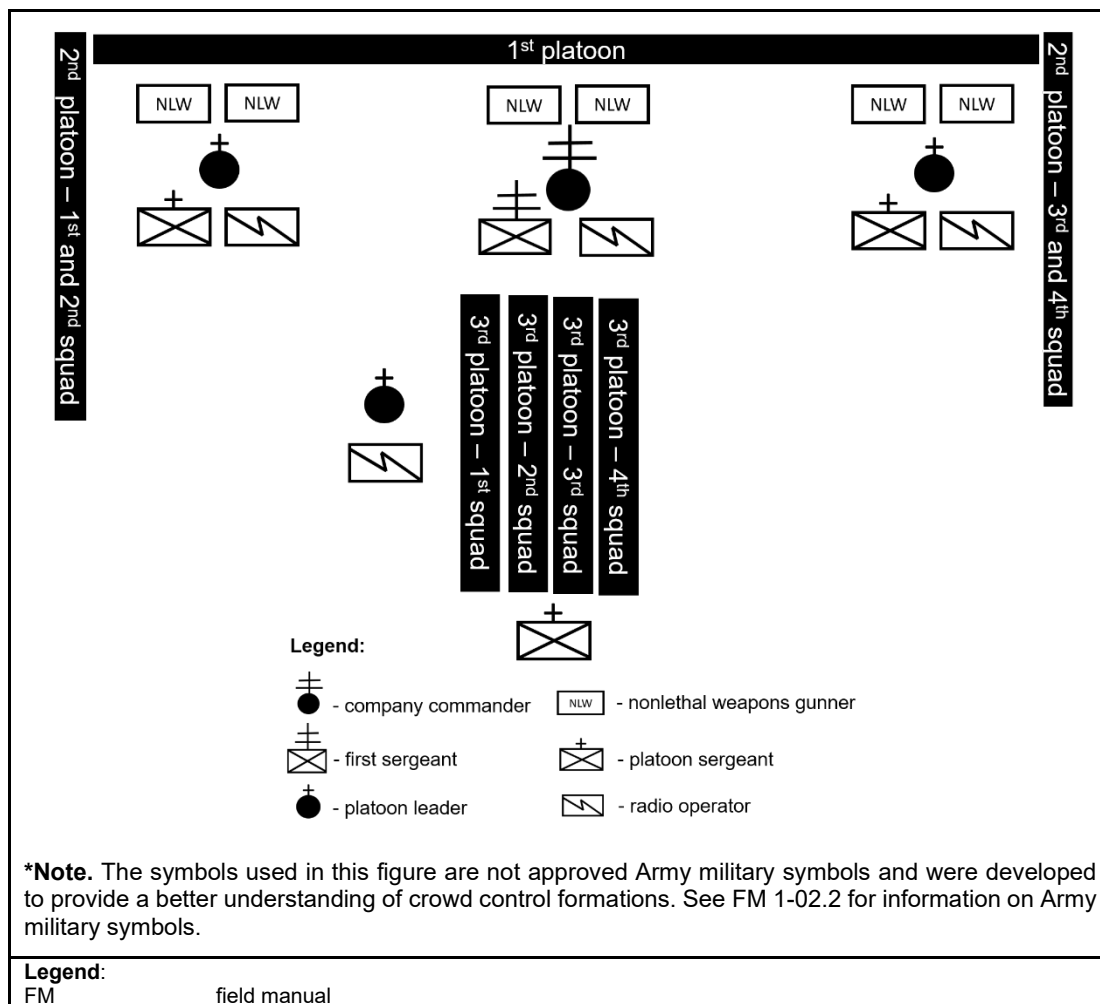 1st platoon
2nd platoon – 1st and 2nd squad
2nd platoon – 3rd and 4th squad
NLW NLW NLW NLW NLW NLW
3rd platoon – 1st squad
3rd platoon – 2nd squad
3rd platoon – 3rd squad
3rd platoon – 4th squad
Legend:
- company commander NLW - nonlethal weapons gunner
- first sergeant - platoon sergeant
- platoon leader - radio operator
*Note. The symbols used in this figure are not approved Army military symbols and were developed
to provide a better understanding of crowd control formations. See FM 1-02.2 for information on Army
military symbols.
Legend:
FM field manual